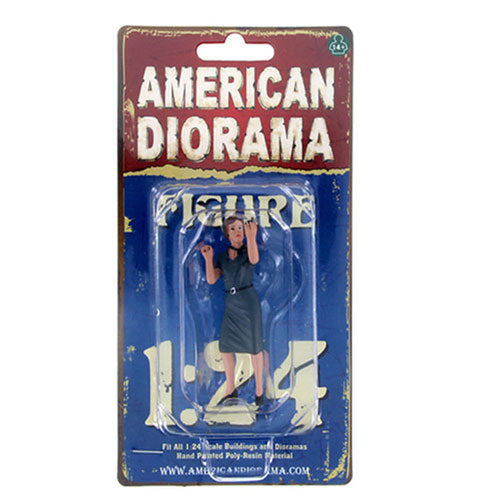 14+
AMERICAN
DIORAMA
FIGURE
1:24
Fit All 1:24 Scale Buildings and Dioramas
Hand Painted Poly-Resin Material
WWW.AMERICANDIORAMA.COM